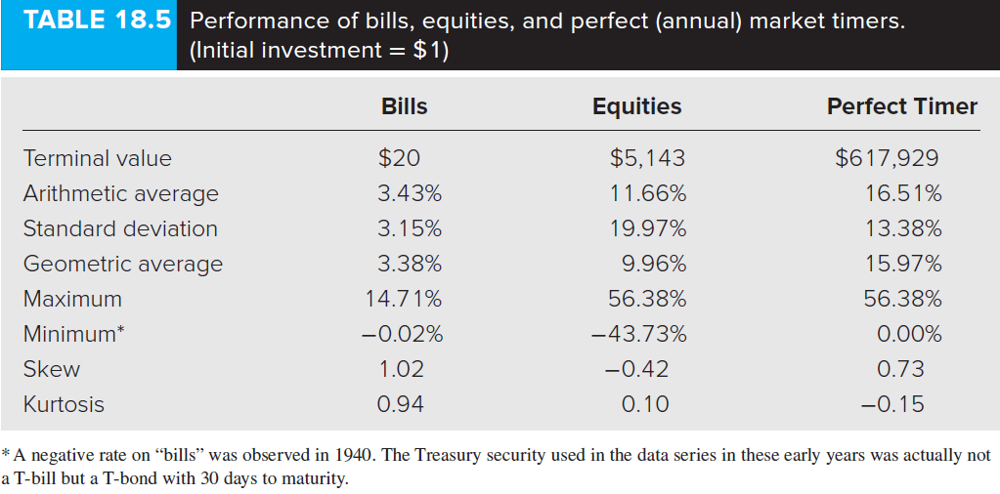 TABLE 18.5 Performance of bills, equities, and perfect (annual) market timers.
(Initial investment = $1)
Bills Equities Perfect Timer
Terminal value $20 $5,143 $617,929
Arithmetic average 3.43% 11.66% 16.51%
Standard deviation 3.15% 19.97% 13.38%
Geometric average 3.38% 9.96% 15.97%
Maximum 14.71% 56.38% 56.38%
Minimum* −0.02% −43.73% 0.00%
Skew 1.02 −0.42 0.73
Kurtosis 0.94 0.10 −0.15
* A negative rate on “bills” was observed in 1940. The Treasury security used in the data series in these early years was actually not
a T-bill but a T-bond with 30 days to maturity.